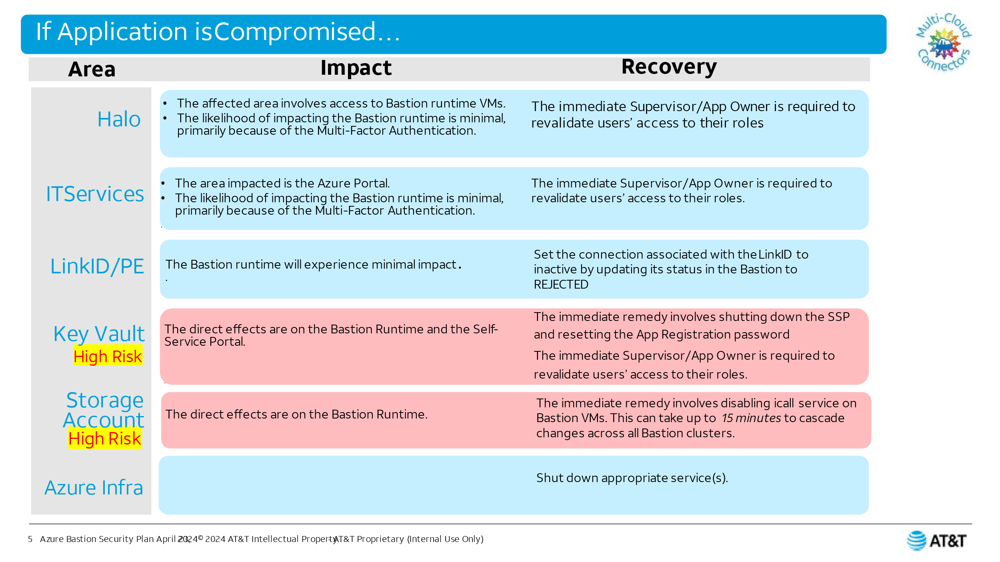 If Application is Compromised…
Multi-Cloud
Connectors
Area
Impact
Recovery
Halo
• The affected area involves access to Bastion runtime VMs.
• The likelihood of impacting the Bastion runtime is minimal,
primarily because of the Multi-Factor Authentication.
The immediate Supervisor/App Owner is required to
revalidate users’ access to their roles.
ITServices
• The area impacted is the Azure Portal.
• The likelihood of impacting the Bastion runtime is minimal,
primarily because of the Multi-Factor Authentication.
.
The immediate Supervisor/App Owner is required to
revalidate users’ access to their roles.
LinkID/PE
The Bastion runtime will experience minimal impact.
.
Set the connection associated with the LinkID to
inactive by updating its status in the Bastion to
REJECTED
Key Vault
High Risk
The direct effects are on the Bastion Runtime and the Self-
Service Portal.
.
The immediate remedy involves shutting down the SSP
and resetting the App Registration password
The immediate Supervisor/App Owner is required to
revalidate users’ access to their roles.
Storage
Account
High Risk
The direct effects are on the Bastion Runtime.
The immediate remedy involves disabling icall service on
Bastion VMs. This can take up to 15 minutes to cascade
changes across all Bastion clusters.
Azure Infra
Shut down appropriate service(s).
5 Azure Bastion Security Plan April 23, 2024 © 2024 AT&T Intellectual Property - AT&T Proprietary (Internal Use Only)
AT&T